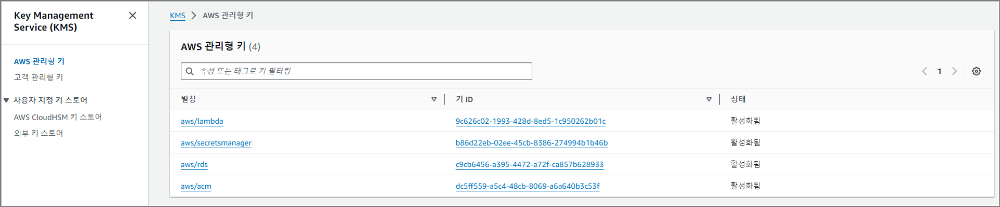 Key Management
Service (KMS)
AWS 관리형 키
고객 관리형 키
사용자 지정 키 스토어
AWS CloudHSM 키 스토어
외부 키 스토어
KMS > AWS 관리형 키
AWS 관리형 키 (4)
속성 또는 태그로 키 필터링
1
별칭 키 ID 상태
aws/lambda 9c626c02-1993-428d-8ed5-1c950262b01c 활성화됨
aws/secretsmanager b86d22eb-02ee-45cb-8386-274994b1b46b 활성화됨
aws/rds c9cb6456-a395-4472-a72f-ca857b628933 활성화됨
aws/acm dc5ff559-a5c4-48cb-8069-a6a640b3c53f 활성화됨